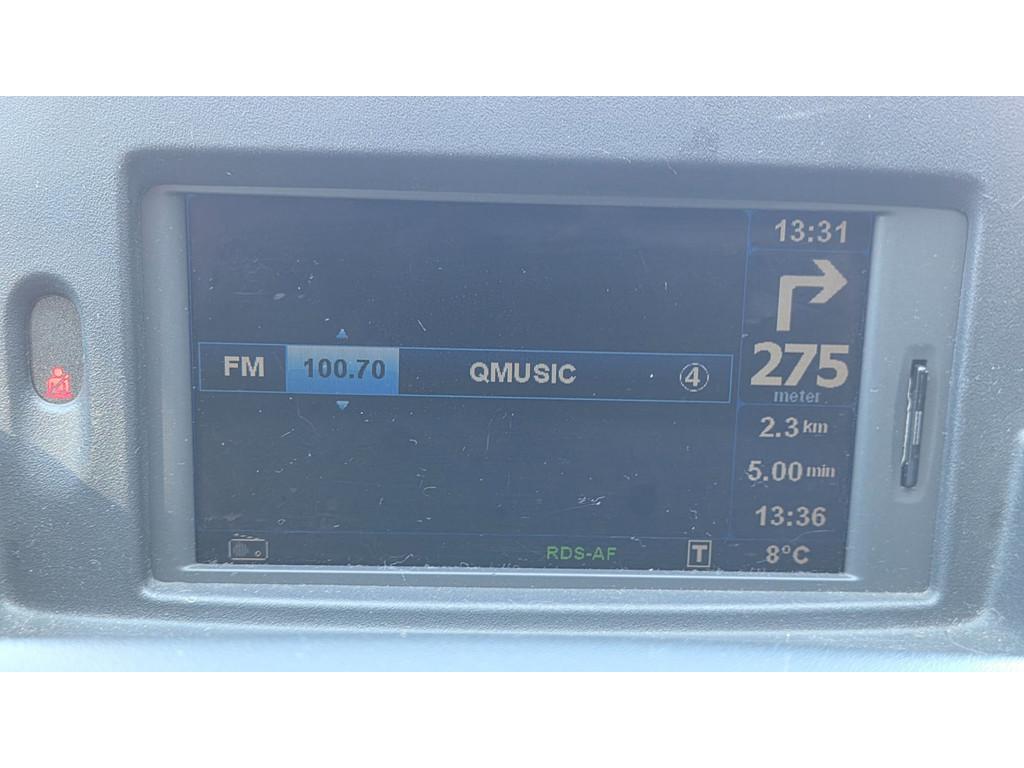 13:31
275
meter
FM 100.70 QMUSIC 4
2.3 km
5.00 min
13:36
RDS-AF T 8°C